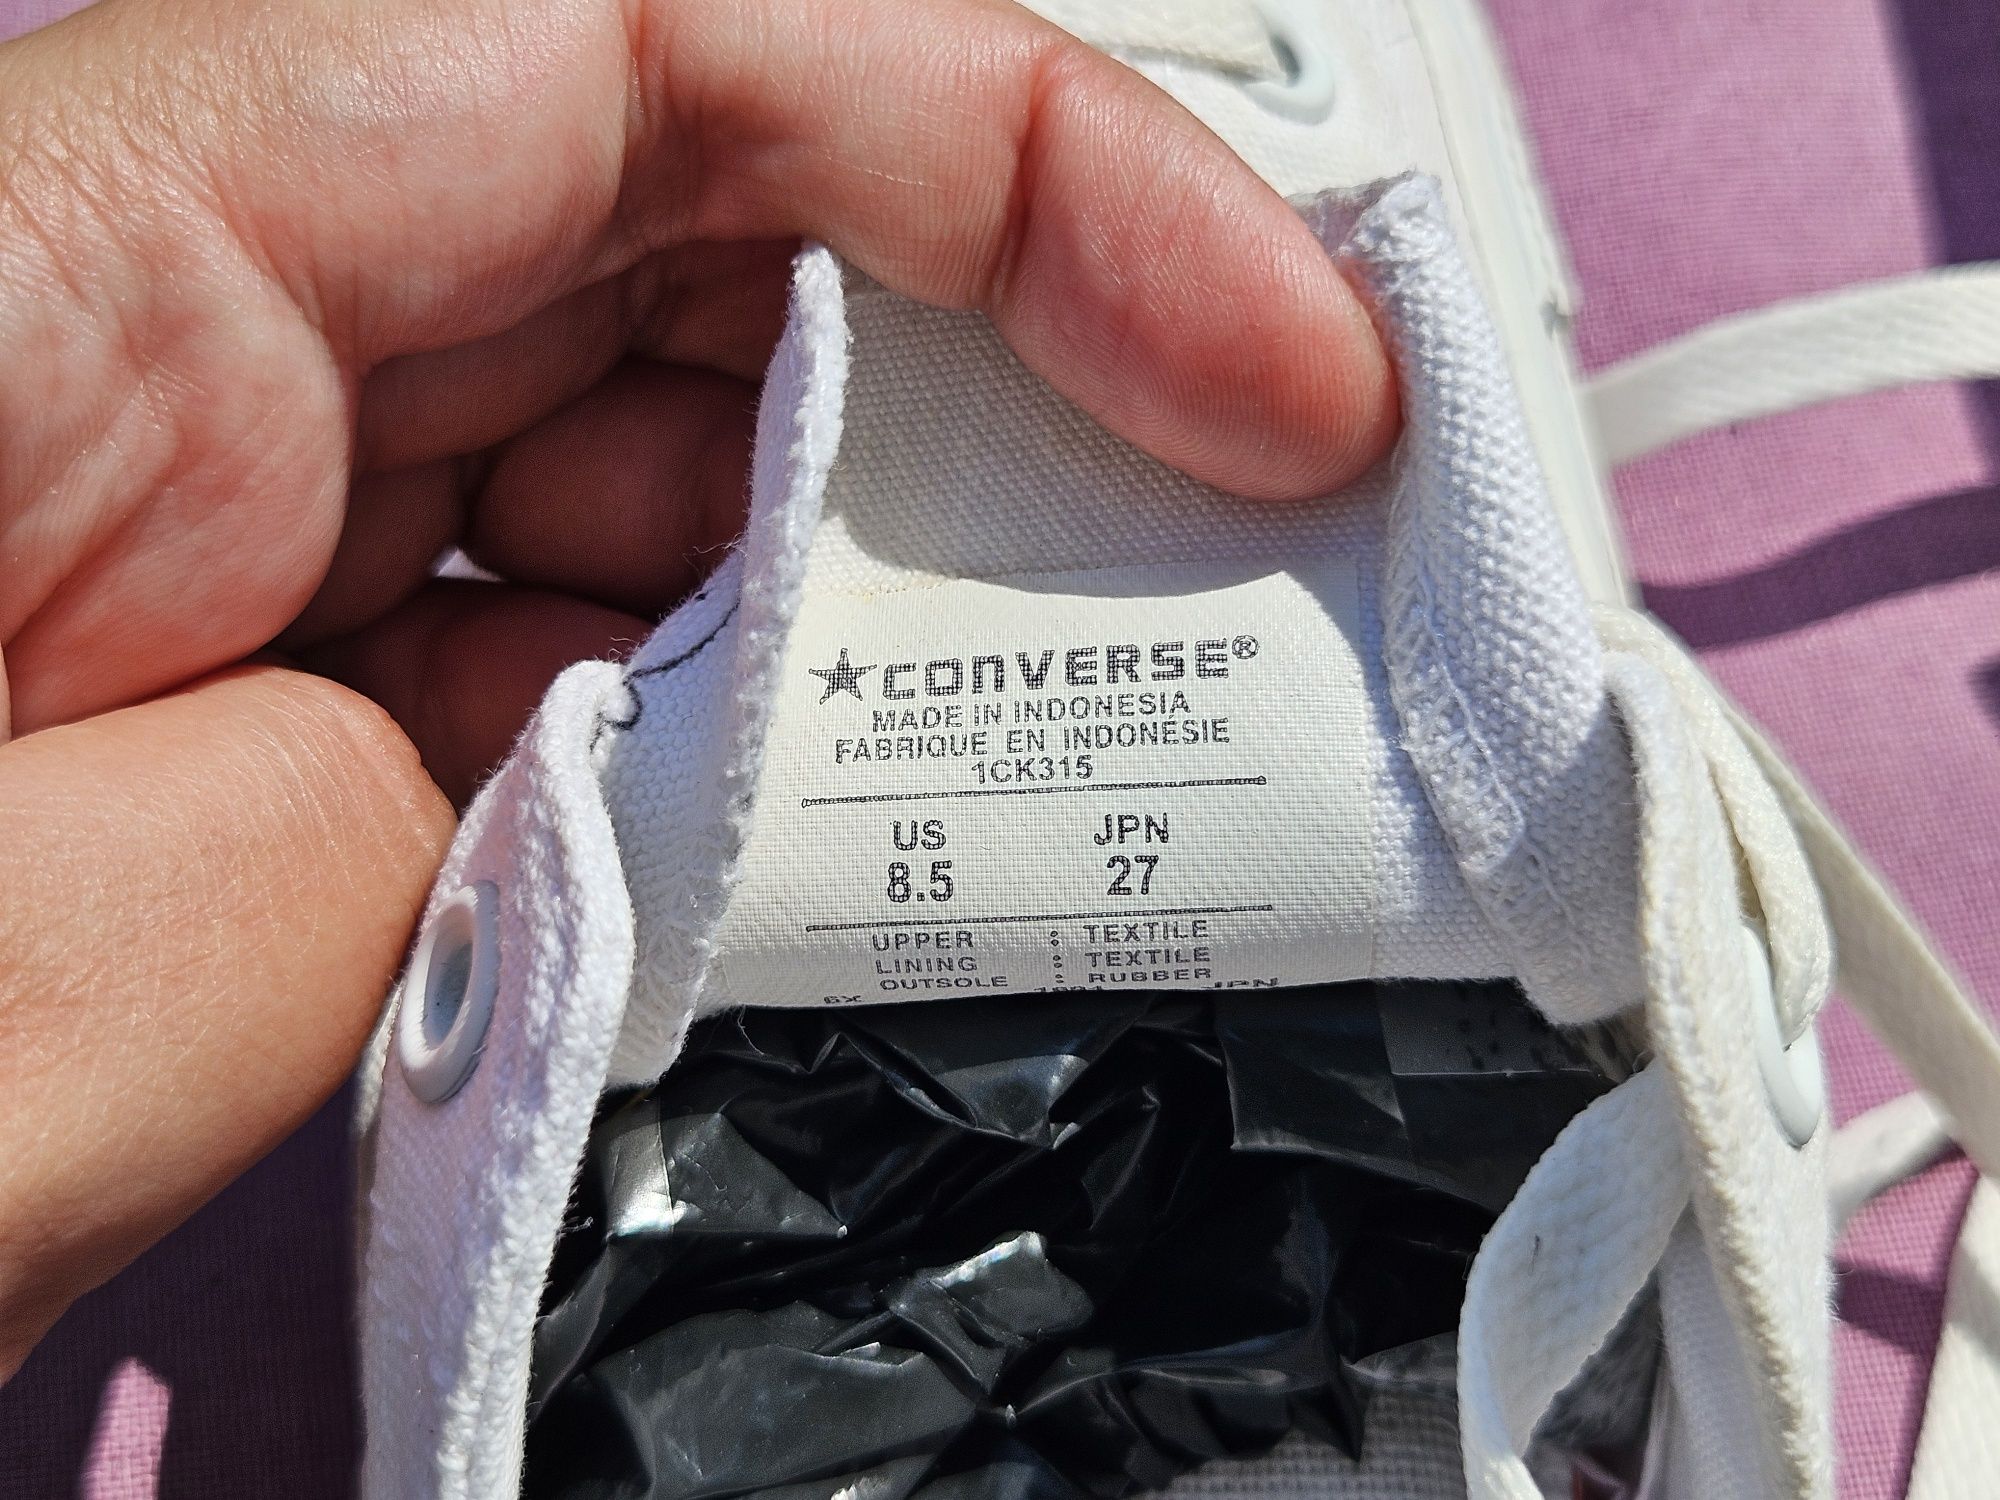 CONVERSE®
MADE IN INDONESIA
FABRIQUE EN INDONÉSIE
1CK315
US JPN
8.5 27
UPPER : TEXTILE
LINING : TEXTILE
OUTSOLE : RUBBER
JPN